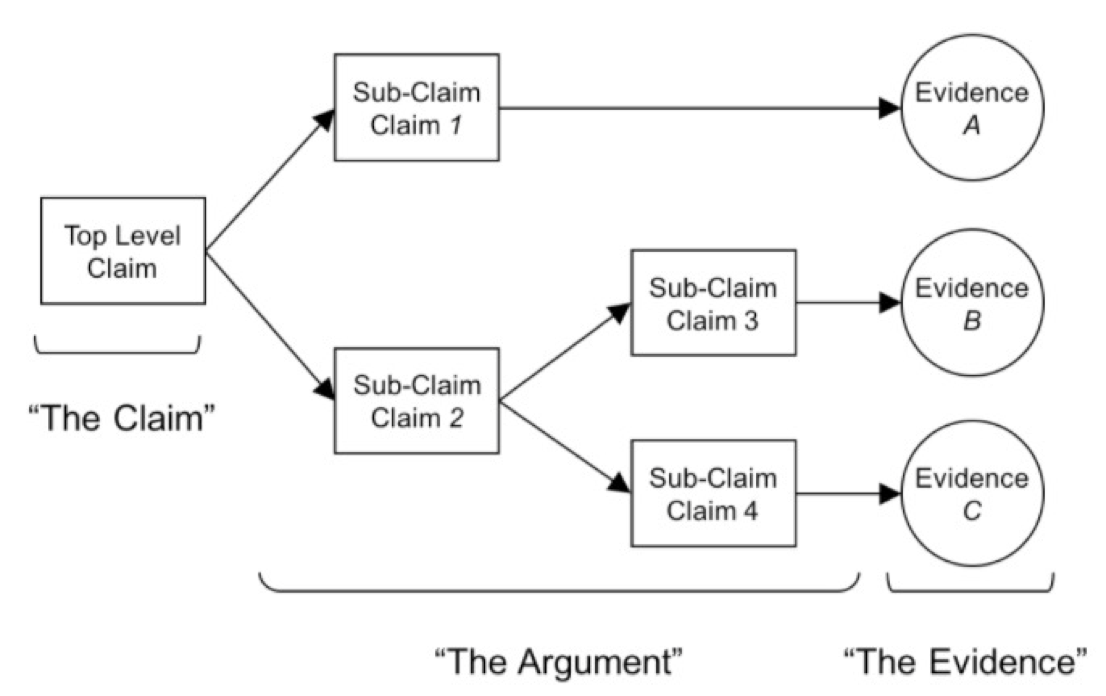 Sub-Claim
Claim 1
Evidence
A
Top Level
Claim
Sub-Claim
Claim 3
Evidence
B
Sub-Claim
Claim 2
“The Claim”
Sub-Claim
Claim 4
Evidence
C
“The Argument”
“The Evidence”